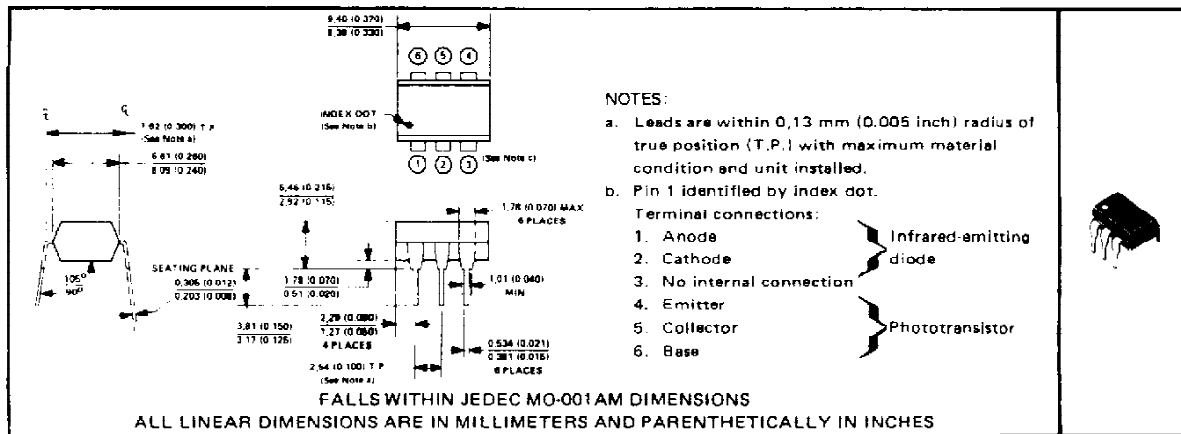 9,40 (0.370)
8,38 (0.330)
6 5 4
INDEX DOT
(See Note b)
(See Note c)
1 2 3
7,62 (0.300) T.P
(See Note a)
6,61 (0.260)
6,09 (0.240)
5,46 (0.215)
2,92 (0.115)
1,78 (0.070) MAX
6 PLACES
105°
90°
SEATING PLANE
0,305 (0.012)
0,203 (0.008)
1,78 (0.070)
0,51 (0.020)
1,01 (0.040)
MIN
3,81 (0.150)
3,17 (0.125)
2,29 (0.090)
1,27 (0.050)
4 PLACES
0,534 (0.021)
0,381 (0.015)
6 PLACES
2,54 (0.100) T P
(See Note a)
NOTES:
a. Leads are within 0,13 mm (0.005 inch) radius of
true position (T.P.) with maximum material
condition and unit installed.
b. Pin 1 identified by index dot.
Terminal connections:
1. Anode
2. Cathode
Infrared-emitting
diode
3. No internal connection
4. Emitter
5. Collector
6. Base
Phototransistor
FALLS WITHIN JEDEC MO-001AM DIMENSIONS
ALL LINEAR DIMENSIONS ARE IN MILLIMETERS AND PARENTHETICALLY IN INCHES